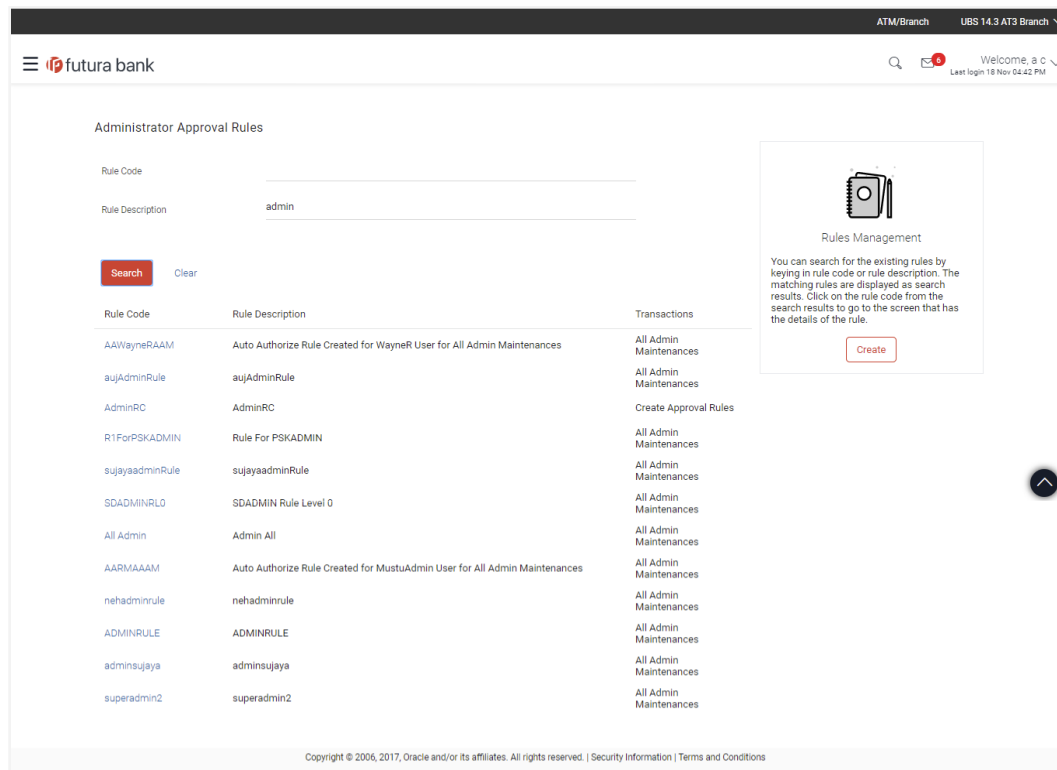 ATM/Branch UBS 14.3 AT3 Branch
futura bank
6
Welcome, a c
Last login 18 Nov 04:42 PM
Administrator Approval Rules
Rule Code
Rule Description admin
Search Clear
Rules Management
You can search for the existing rules by
keying in rule code or rule description. The
matching rules are displayed as search
results. Click on the rule code from the
search results to go to the screen that has
the details of the rule.
Create
Rule Code Rule Description Transactions
AAWayneRAAM Auto Authorize Rule Created for WayneR User for All Admin Maintenances All Admin
Maintenances
aujAdminRule aujAdminRule All Admin
Maintenances
AdminRC AdminRC Create Approval Rules
R1ForPSKADMIN Rule For PSKADMIN All Admin
Maintenances
sujayaadminRule sujayaadminRule All Admin
Maintenances
SDADMINRL0 SDADMIN Rule Level 0 All Admin
Maintenances
All Admin Admin All All Admin
Maintenances
AARMAAAM Auto Authorize Rule Created for MustuAdmin User for All Admin Maintenances All Admin
Maintenances
nehadminrule nehadminrule All Admin
Maintenances
ADMINRULE ADMINRULE All Admin
Maintenances
adminsujaya adminsujaya All Admin
Maintenances
superadmin2 superadmin2 All Admin
Maintenances
Copyright © 2006, 2017, Oracle and/or its affiliates. All rights reserved. | Security Information | Terms and Conditions